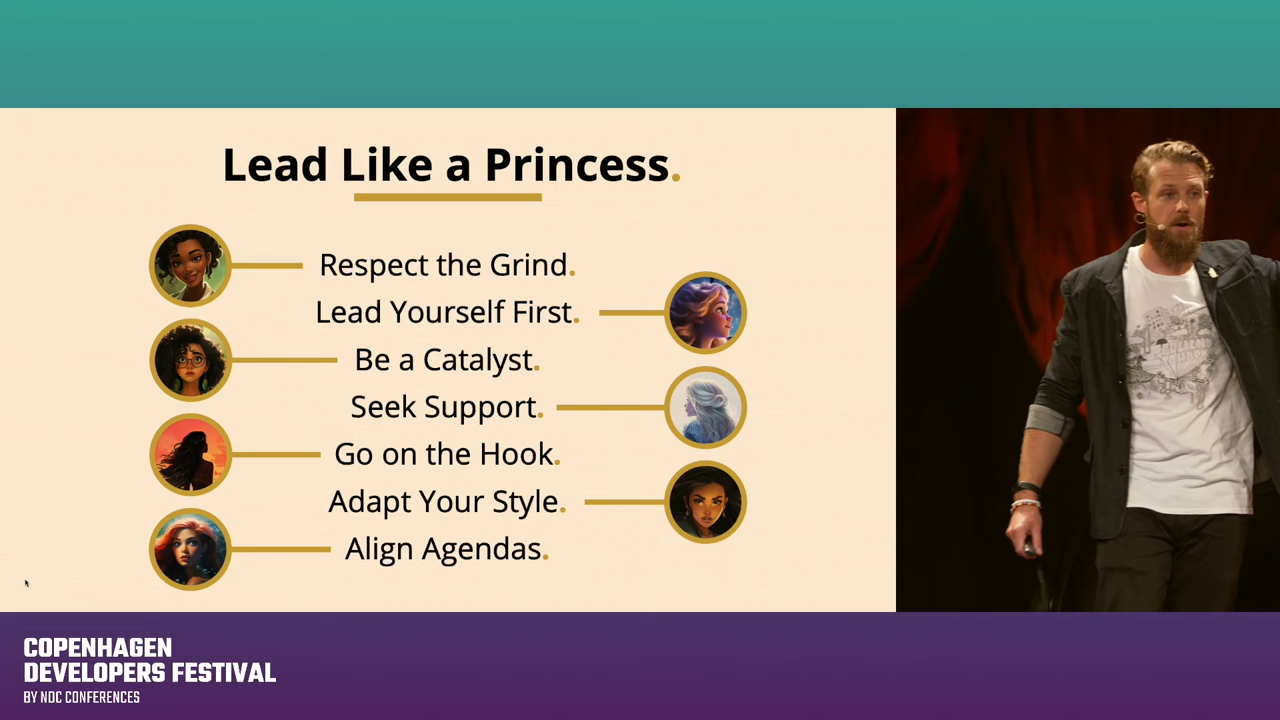 Lead Like a Princess.
Respect the Grind.
Lead Yourself First.
Be a Catalyst.
Seek Support.
Go on the Hook.
Adapt Your Style.
Align Agendas.
COPENHAGEN
DEVELOPERS FESTIVAL
BY NDC CONFERENCES